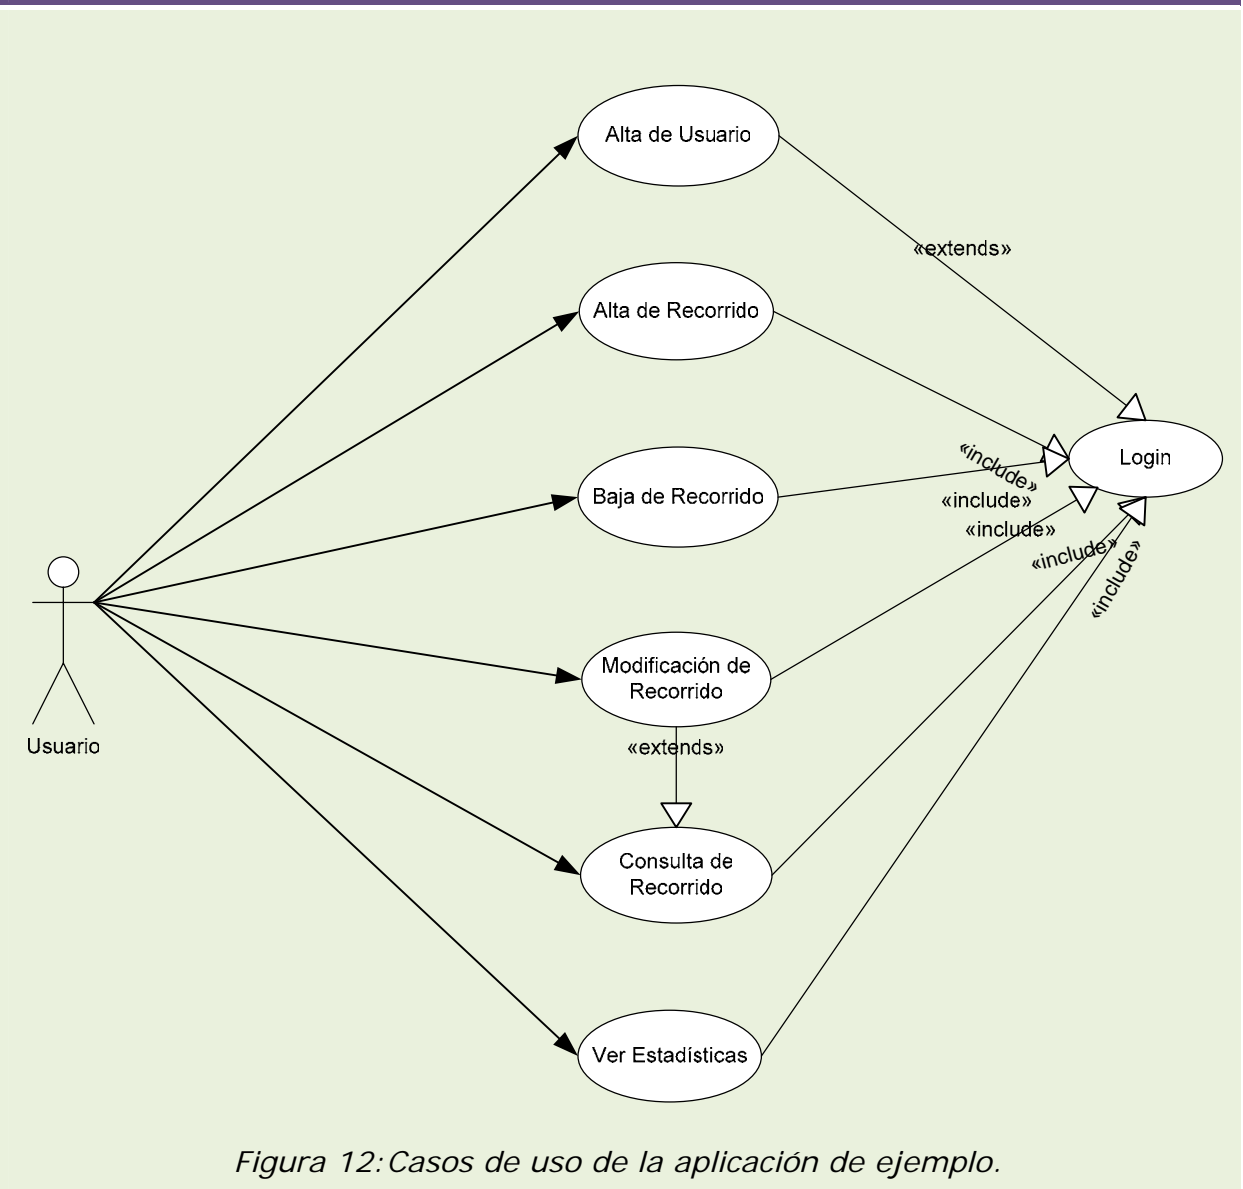 Alta de Usuario
«extends»
Alta de Recorrido
Login
«include»
Baja de Recorrido
«include»
«include»
«include»
«include»
Modificación de
Recorrido
Usuario
«extends»
Consulta de
Recorrido
Ver Estadísticas
Figura 12: Casos de uso de la aplicación de ejemplo.